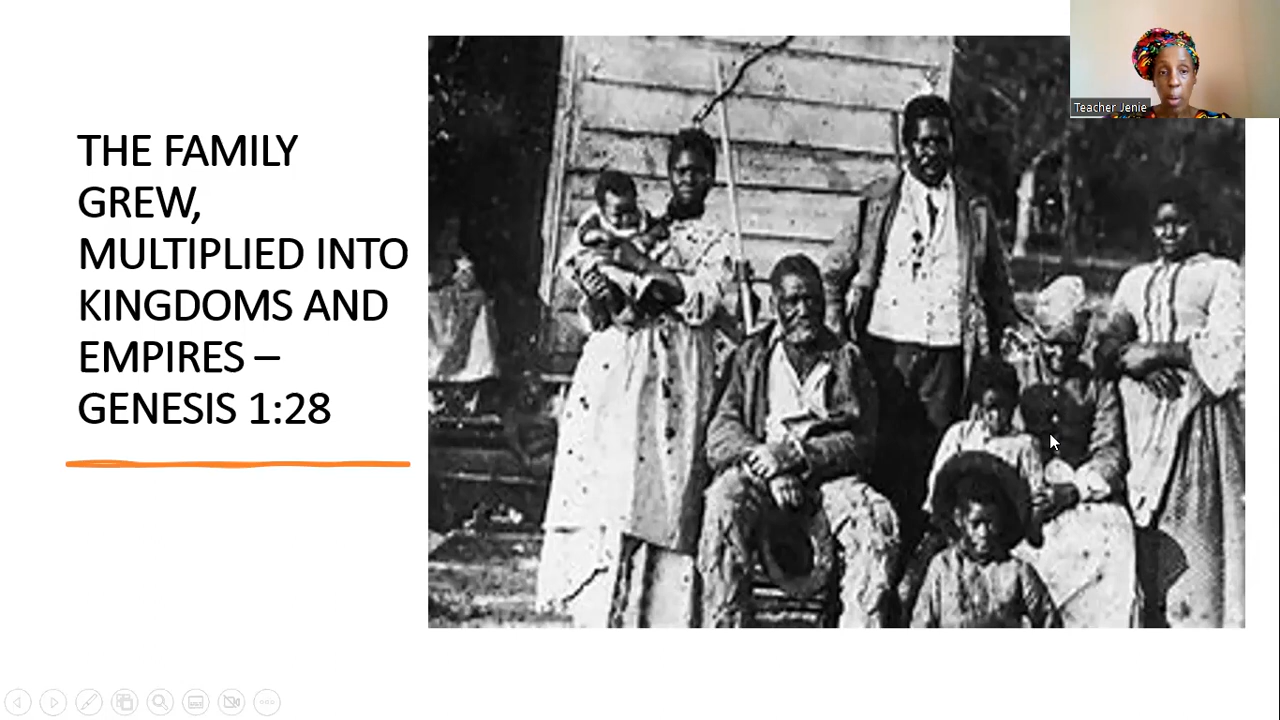 THE FAMILY
GREW,
MULTIPLIED INTO
KINGDOMS AND
EMPIRES –
GENESIS 1:28
Teacher Jenie